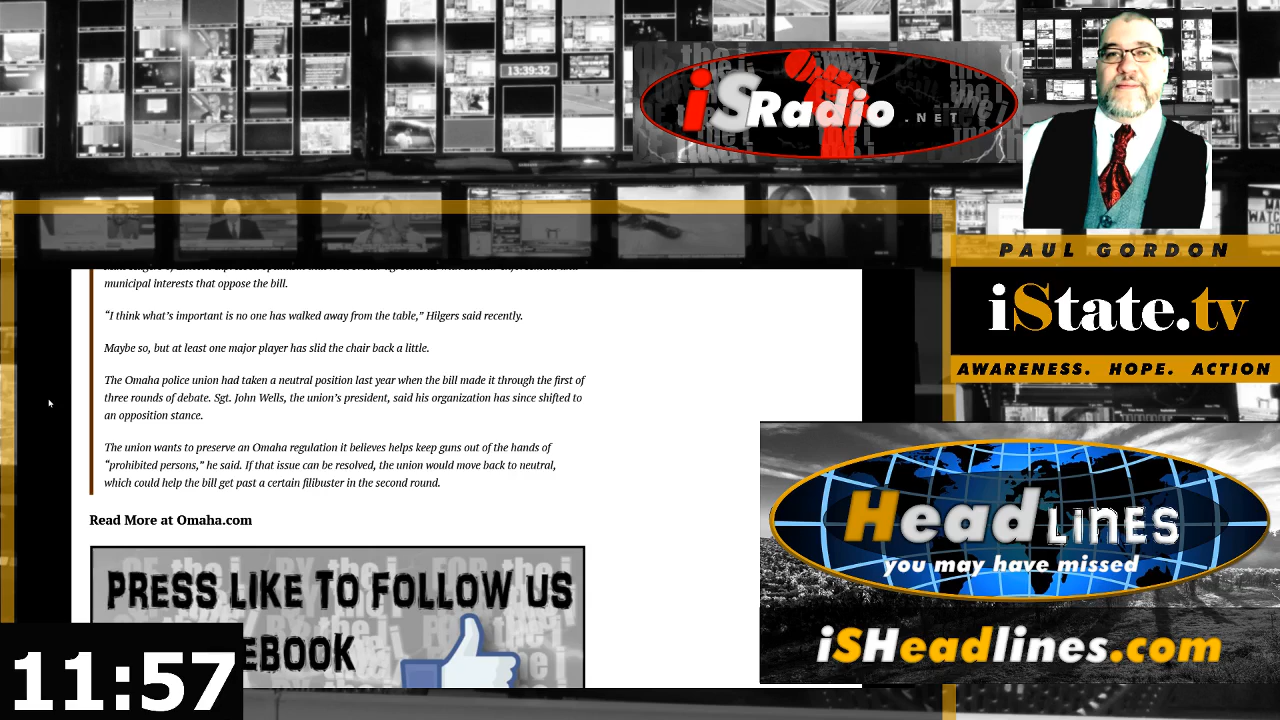 13:39:32
iSRadio.NET
PAUL GORDON
iState.tv
AWARENESS. HOPE. ACTION
municipal interests that oppose the bill.
“I think what’s important is no one has walked away from the table,” Hilgers said recently.
Maybe so, but at least one major player has slid the chair back a little.
The Omaha police union had taken a neutral position last year when the bill made it through the first of
three rounds of debate. Sgt. John Wells, the union’s president, said his organization has since shifted to
an opposition stance.
The union wants to preserve an Omaha regulation it believes helps keep guns out of the hands of
“prohibited persons,” he said. If that issue can be resolved, the union would move back to neutral,
which could help the bill get past a certain filibuster in the second round.
Read More at Omaha.com
PRESS LIKE TO FOLLOW US
EBOOK
HeadLINES
you may have missed
iSHeadlines.com
11:57